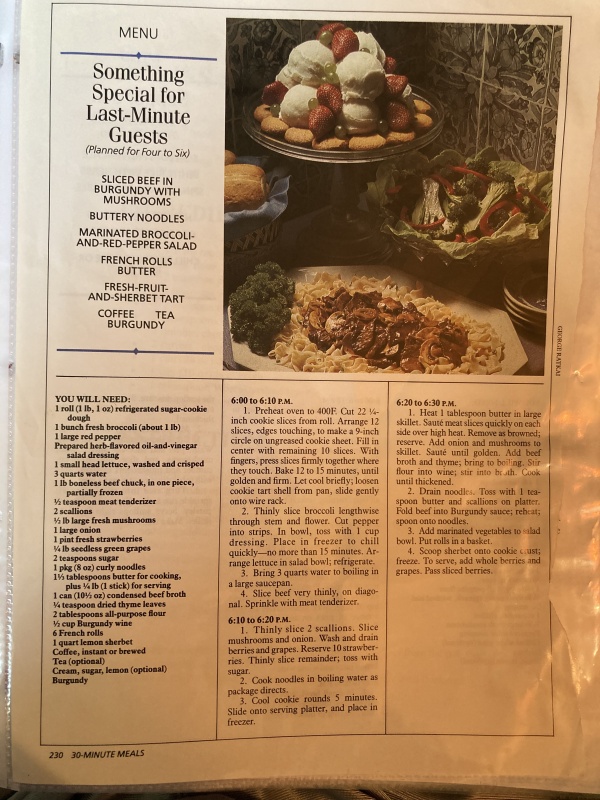 MENU
Something
Special for
Last-Minute
Guests
(Planned for Four to Six)
SLICED BEEF IN
BURGUNDY WITH
MUSHROOMS
BUTTERY NOODLES
MARINATED BROCCOLI-
AND-RED-PEPPER SALAD
FRENCH ROLLS
BUTTER
FRESH-FRUIT-
AND-SHERBET TART
COFFEE TEA
BURGUNDY
GEORGE RATKAI
YOU WILL NEED:
1 roll (1 lb, 1 oz) refrigerated sugar-cookie
dough
1 bunch fresh broccoli (about 1 lb)
1 large red pepper
Prepared herb-flavored oil-and-vinegar
salad dressing
1 small head lettuce, washed and crisped
3 quarts water
1 lb boneless beef chuck, in one piece,
partially frozen
½ teaspoon meat tenderizer
2 scallions
½ lb large fresh mushrooms
1 large onion
1 pint fresh strawberries
¼ lb seedless green grapes
2 teaspoons sugar
1 pkg (8 oz) curly noodles
1½ tablespoons butter for cooking,
plus ¼ lb (1 stick) for serving
1 can (10½ oz) condensed beef broth
¼ teaspoon dried thyme leaves
2 tablespoons all-purpose flour
½ cup Burgundy wine
6 French rolls
1 quart lemon sherbet
Coffee, instant or brewed
Tea (optional)
Cream, sugar, lemon (optional)
Burgundy
6:00 to 6:10 P.M.
1. Preheat oven to 400F. Cut 22 ¼-
inch cookie slices from roll. Arrange 12
slices, edges touching, to make a 9-inch
circle on ungreased cookie sheet. Fill in
center with remaining 10 slices. With
fingers, press slices firmly together where
they touch. Bake 12 to 15 minutes, until
golden and firm. Let cool briefly; loosen
cookie tart shell from pan, slide gently
onto wire rack.
2. Thinly slice broccoli lengthwise
through stem and flower. Cut pepper
into strips. In bowl, toss with 1 cup
dressing. Place in freezer to chill
quickly—no more than 15 minutes. Ar-
range lettuce in salad bowl; refrigerate.
3. Bring 3 quarts water to boiling in
a large saucepan.
4. Slice beef very thinly, on diago-
nal. Sprinkle with meat tenderizer.
6:10 to 6:20 P.M.
1. Thinly slice 2 scallions. Slice
mushrooms and onion. Wash and drain
berries and grapes. Reserve 10 strawber-
ries. Thinly slice remainder; toss with
sugar.
2. Cook noodles in boiling water as
package directs.
3. Cool cookie rounds 5 minutes.
Slide onto serving platter, and place in
freezer.
6:20 to 6:30 P.M.
1. Heat 1 tablespoon butter in large
skillet. Sauté meat slices quickly on each
side over high heat. Remove as browned;
reserve. Add onion and mushrooms to
skillet. Sauté until golden. Add beef
broth and thyme; bring to boiling. Stir
flour into wine; stir into broth. Cook
until thickened.
2. Drain noodles. Toss with 1 tea-
spoon butter and scallions on platter.
Fold beef into Burgundy sauce; reheat;
spoon onto noodles.
3. Add marinated vegetables to salad
bowl. Put rolls in a basket.
4. Scoop sherbet onto cookie crust;
freeze. To serve, add whole berries and
grapes. Pass sliced berries.
230 30-MINUTE MEALS